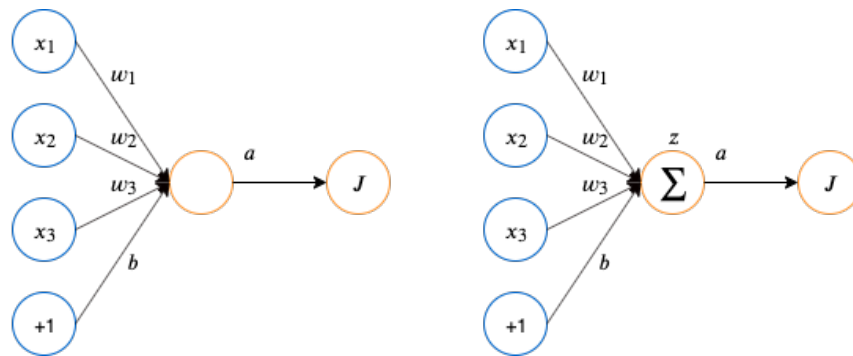 x₁
w₁
x₂
w₂
a
w₃
J
x₃
b
+1
x₁
w₁
x₂
w₂
z
a
w₃
∑
J
x₃
b
+1